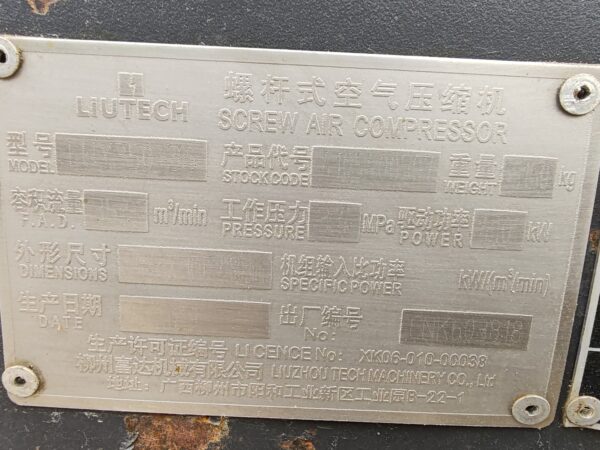 LIUTECH
螺杆式空气压缩机
SCREW AIR COMPRESSOR
型号 产品代号 重量 kg
MODEL STOCK CODE WEIGHT
容积流量 m³/min 工作压力 MPa 驱动功率 kW
F.A.D. PRESSURE POWER
外形尺寸 机组输入比功率 kW/(m³/min)
DIMENSIONS SPECIFIC POWER
生产日期 出厂编号
DATE No:
生产许可证编号 LICENCE No: XK06-010-00038
柳州富达机械有限公司 LIUZHOU TECH MACHINERY CO.,
地址: 广西柳州市阳和工业新区工业园B-22-1